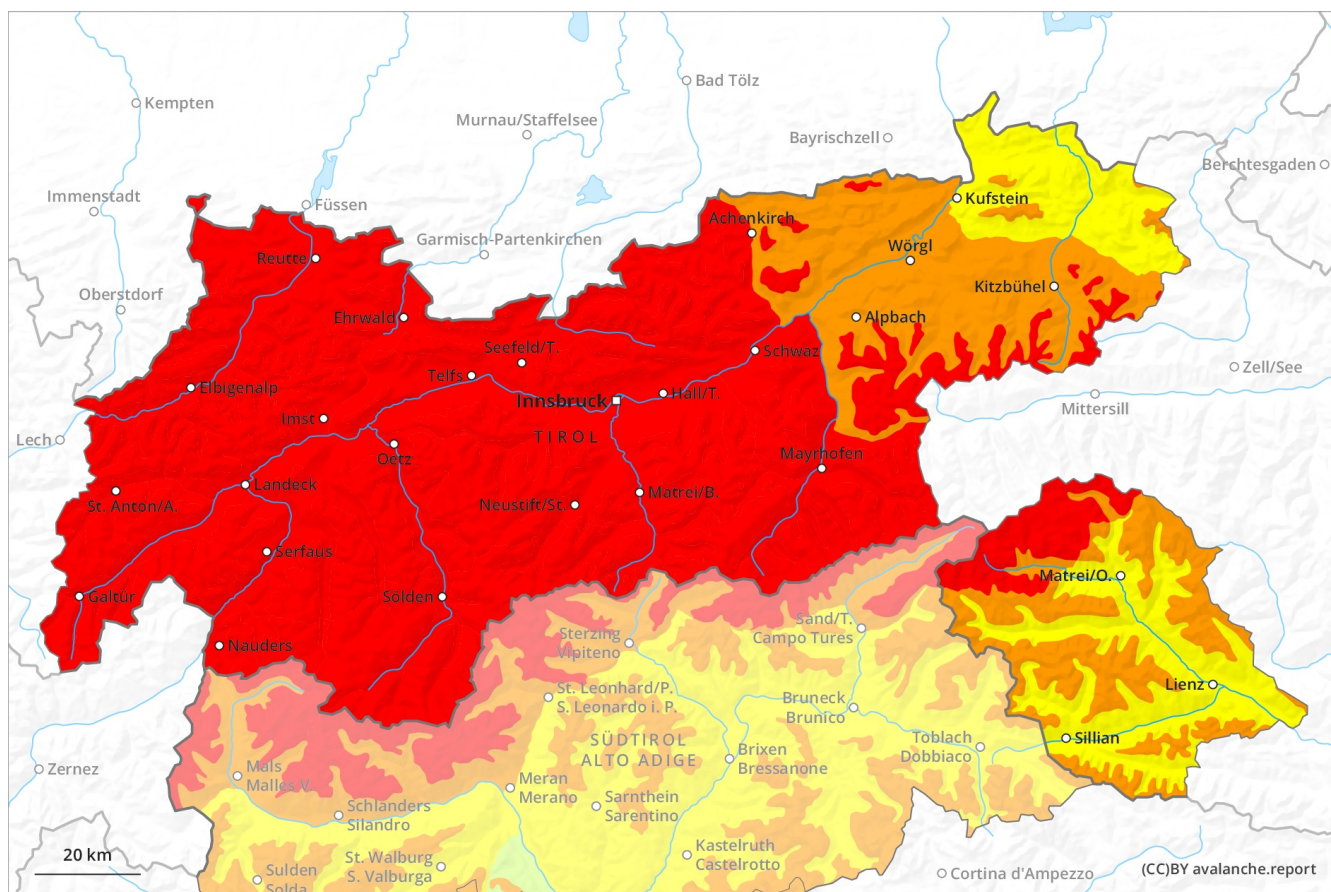 Kempten
Bad Tölz
Murnau/Staffelsee
Bayrischzell
Berchtesgaden
Immenstadt
Füssen
Kufstein
Achenkirch
Garmisch-Partenkirchen
Wörgl
Reutte
Kitzbühel
Oberstdorf
Ehrwald
Alpbach
Seefeld/T.
Schwaz
Zell/See
Telfs
Elbigenalp
Innsbruck
Hall/T.
Mittersill
Imst
TIROL
Lech
Oetz
Mayrhofen
Landeck
Matrei/B.
St. Anton/A.
Neustift/St.
Serfaus
Matrei/O.
Galtür
Sölden
Sand/T.
Campo Tures
Sterzing
Vipiteno
Nauders
Lienz
St. Leonhard/P.
S. Leonardo i. P.
Bruneck
Brunico
SÜDTIROL
ALTO ADIGE
Toblach
Dobbiaco
Sillian
Brixen
Bressanone
Zernez
Mals
Malles V.
Meran
Merano
Sarnthein
Sarentino
Schlanders
Silandro
Kastelruth
Castelrotto
20 km
St. Walburg
S. Valburga
Sulden
Solda
Cortina d'Ampezzo
(CC)BY avalanche.report